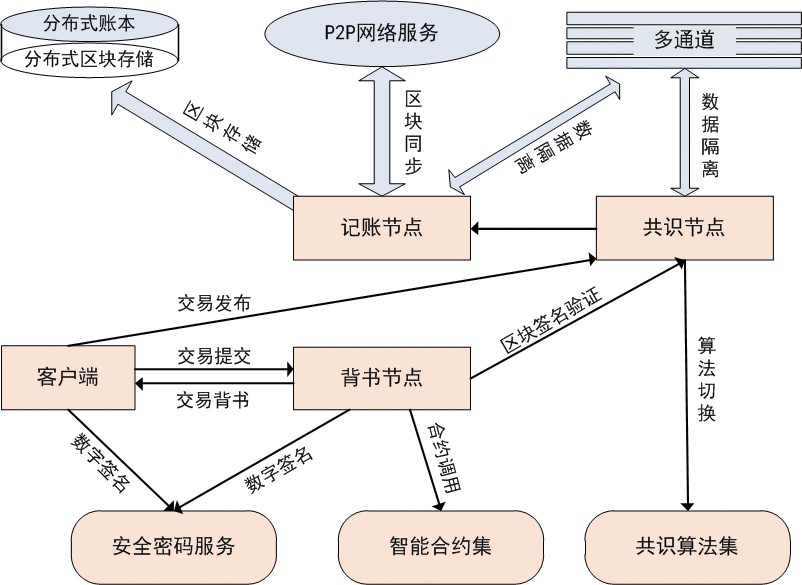 分布式账本
分布式区块存储
P2P网络服务
多通道
区块存储
区块同步
数据隔离
数据隔离
记账节点
共识节点
交易发布
区块签名验证
客户端
交易提交
交易背书
背书节点
算法切换
数字签名
数字签名
合约调用
安全密码服务
智能合约集
共识算法集